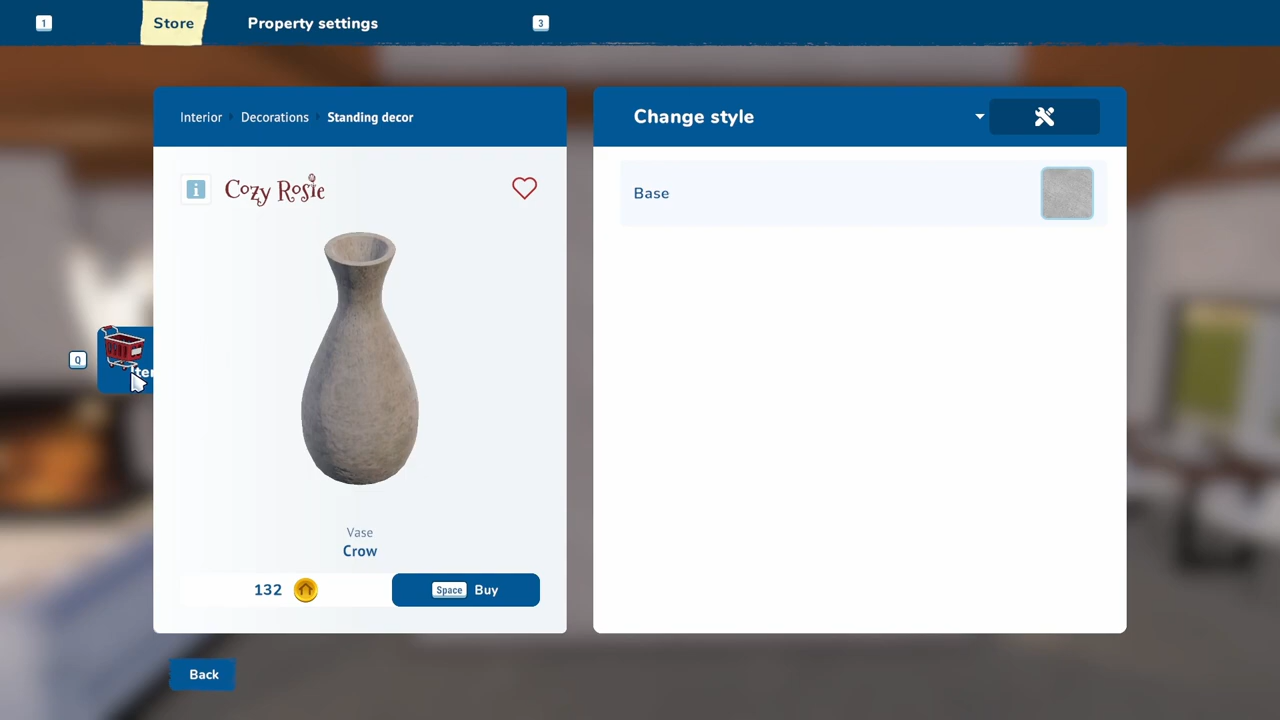 1
Store
Property settings
3
Interior
Decorations
Standing decor
Change style
i
Cozy Rosie
Base
Q
Vase
Crow
132
Space
Buy
Back